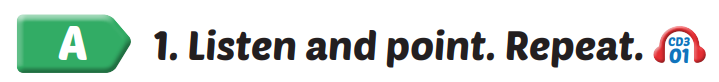 A 1. Listen and point. Repeat. CD3 01